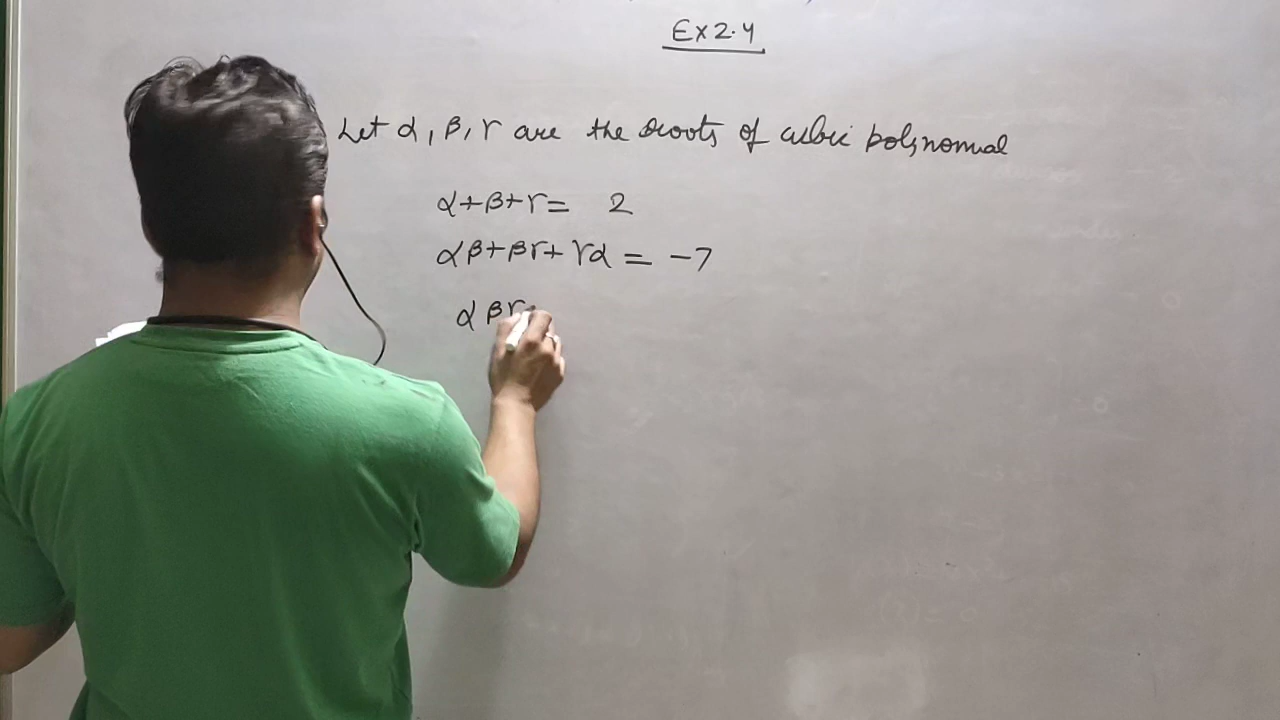 Ex 2.4
Let α, β, γ are the roots of cubic polynomial
α+β+γ= 2
αβ+βγ+γα = -7
αβγ